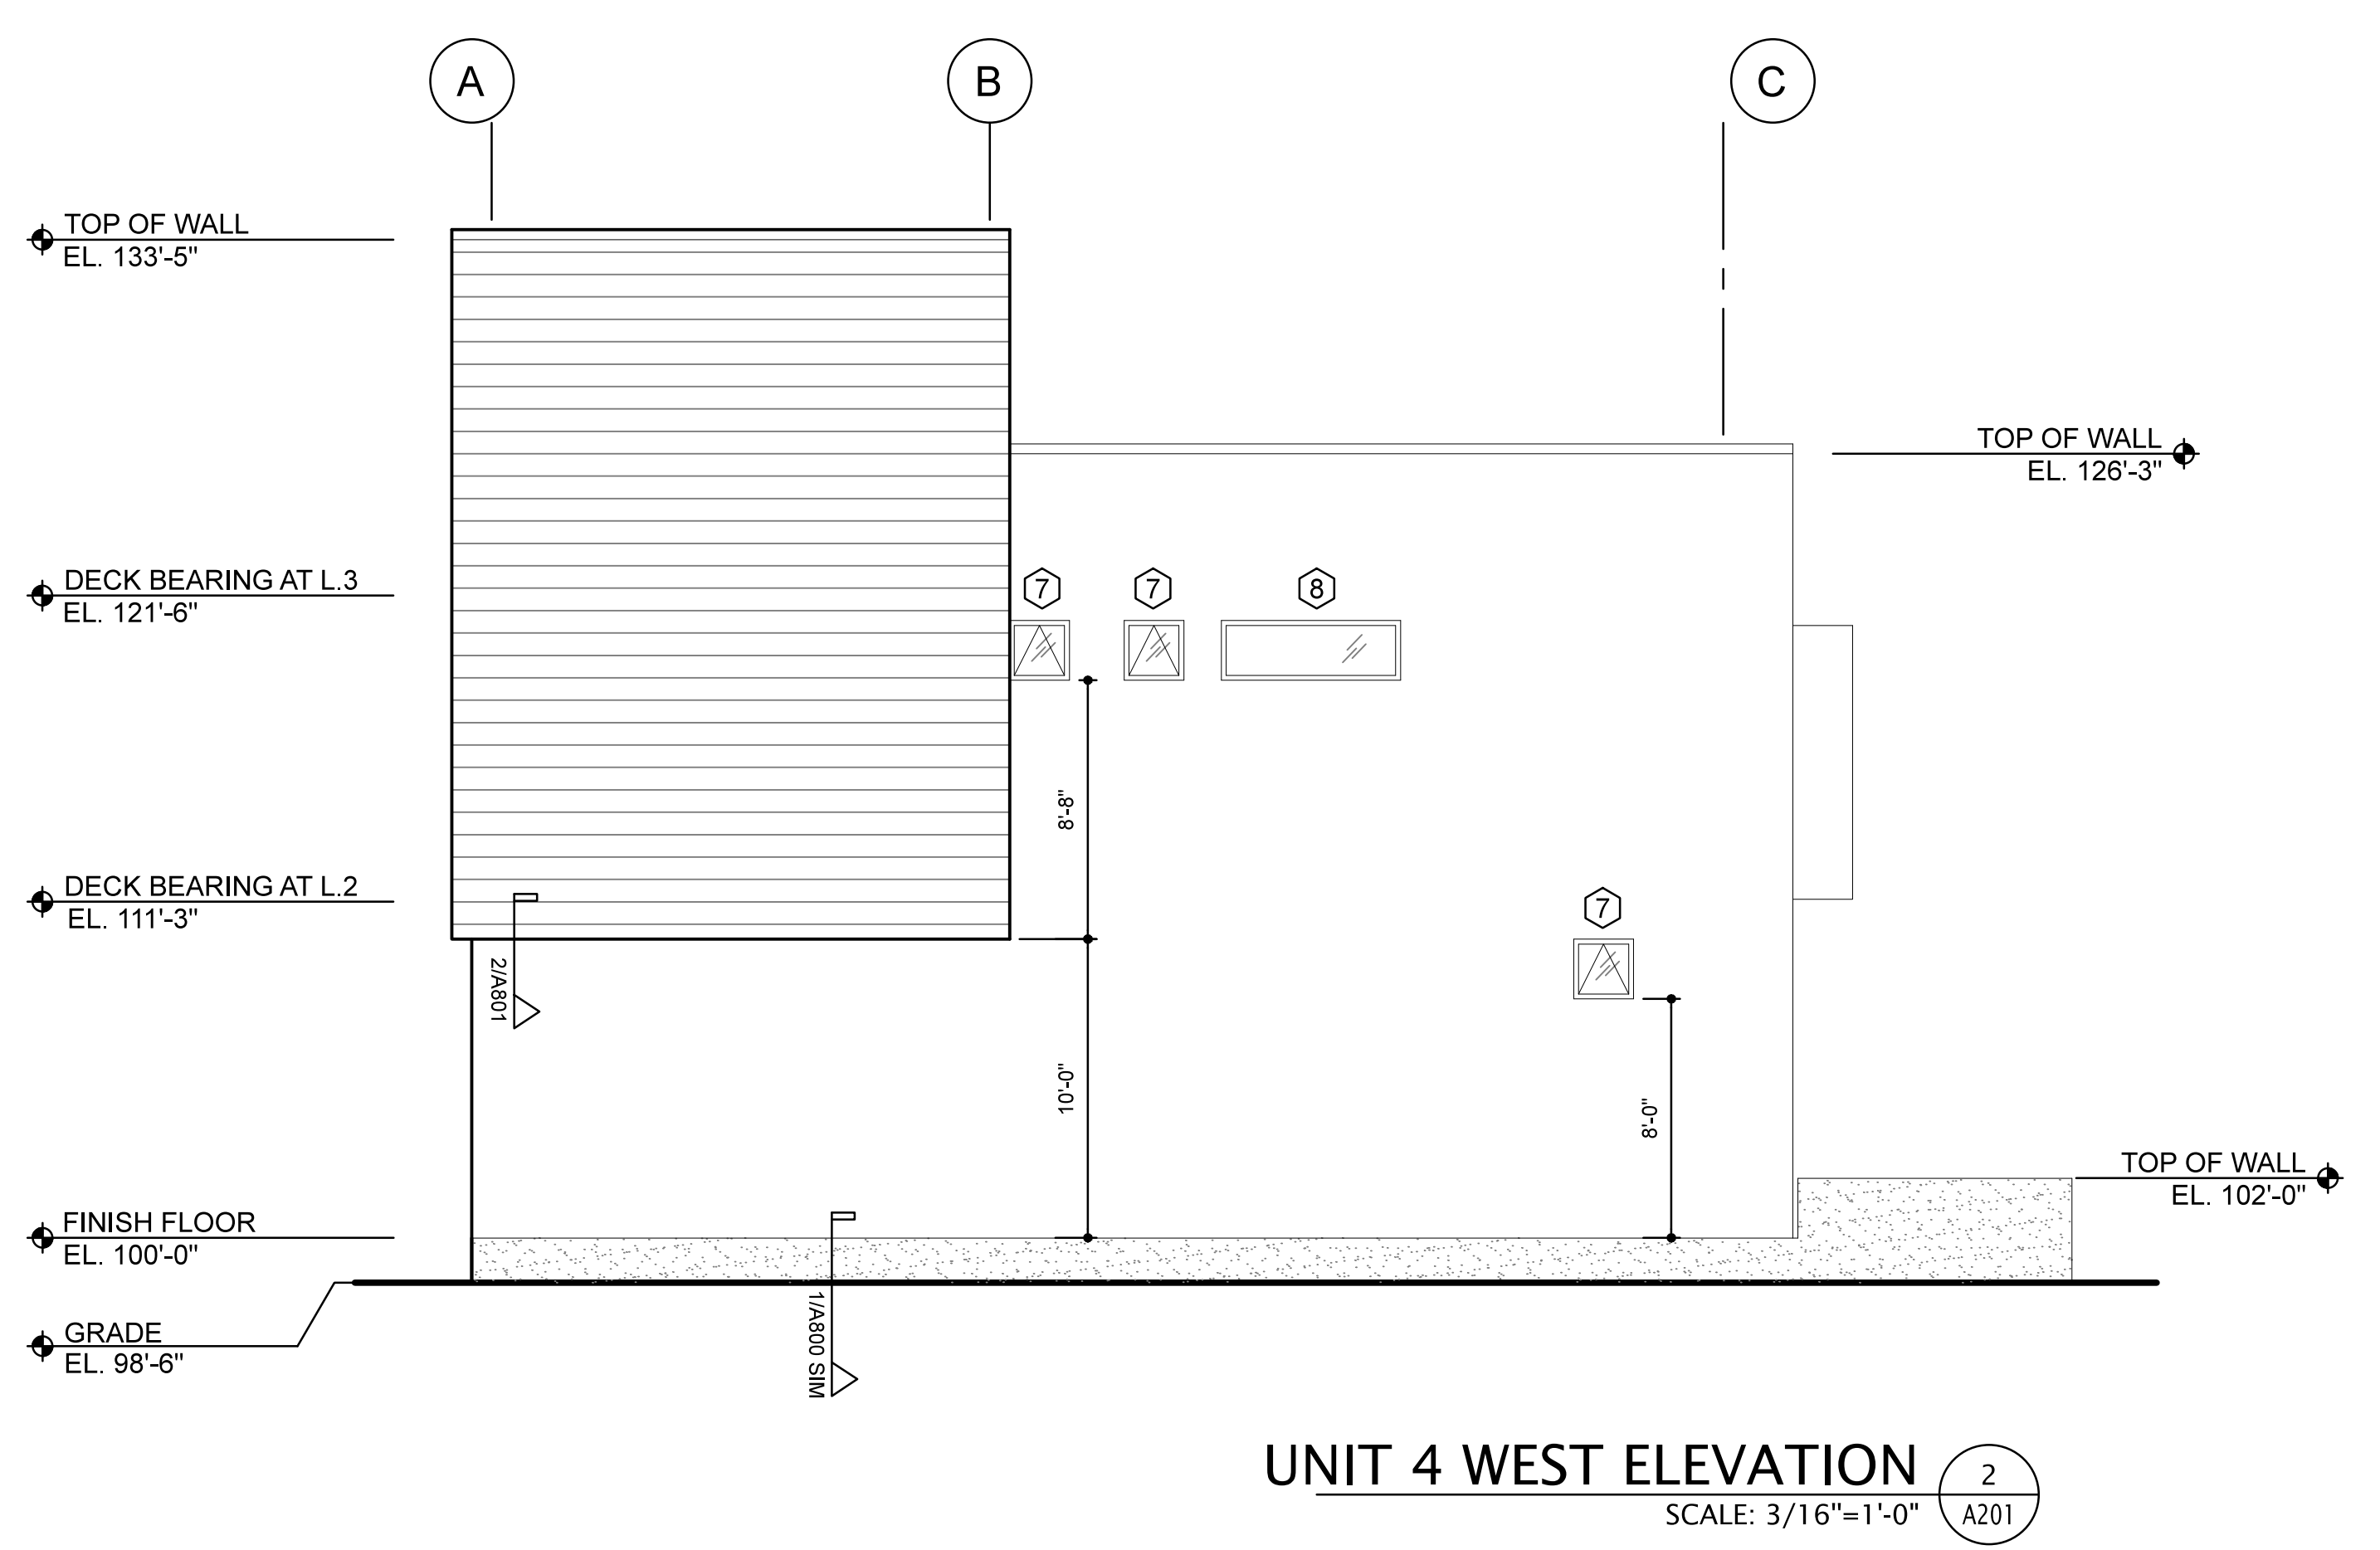 A
B
C
TOP OF WALL
EL. 133'-5"
TOP OF WALL
EL. 126'-3"
DECK BEARING AT L.3
EL. 121'-6"
7
7
8
8'-8"
DECK BEARING AT L.2
EL. 111'-3"
7
2/A801
10'-0"
8'-0"
TOP OF WALL
EL. 102'-0"
FINISH FLOOR
EL. 100'-0"
1/A800 SIM
GRADE
EL. 98'-6"
UNIT 4 WEST ELEVATION
SCALE: 3/16"=1'-0"
2
A201